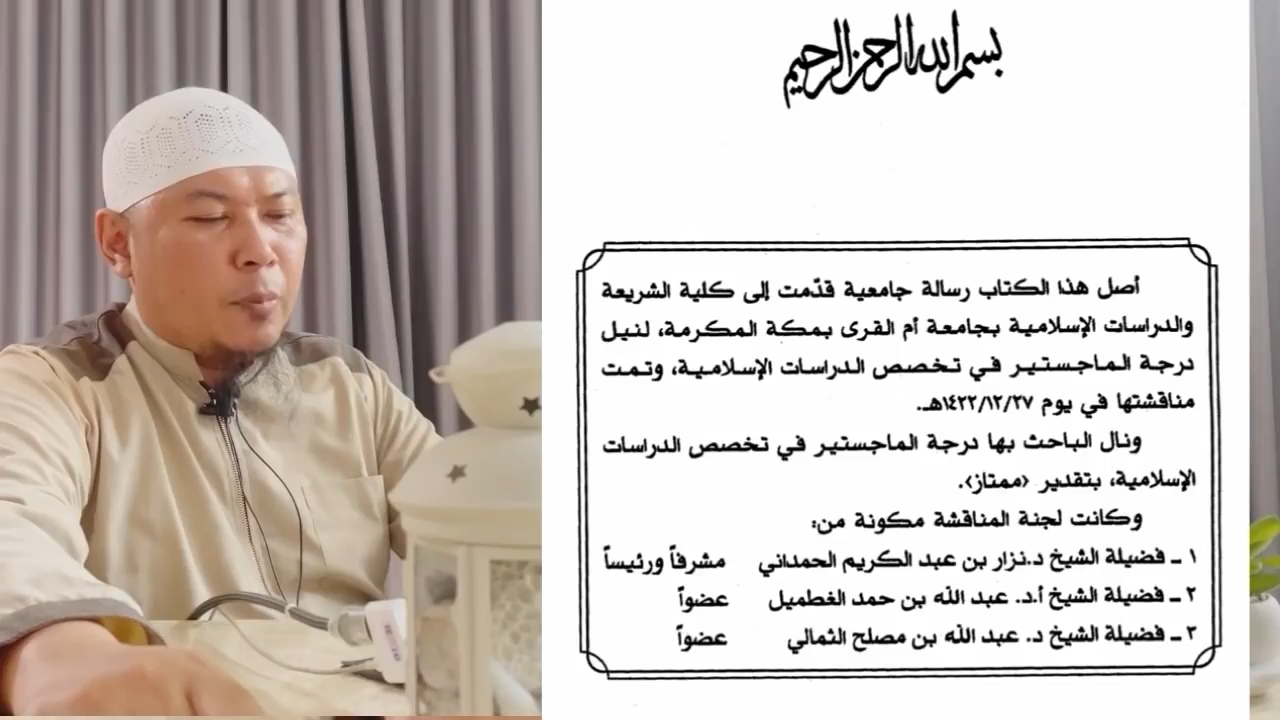 بسم الله الرحمن الرحيم
أصل هذا الكتاب رسالة جامعية قدّمت إلى كلية الشريعة
والدراسات الإسلامية بجامعة أم القرى بمكة المكرمة، لنيل
درجة الماجستير في تخصص الدراسات الإسلامية، وتمت
مناقشتها في يوم ١٤٢٢/١٢/٢٧هـ.
ونال الباحث بها درجة الماجستير في تخصص الدراسات
الإسلامية، بتقدير «ممتاز».
وكانت لجنة المناقشة مكونة من:
١ ـ فضيلة الشيخ د.نزار بن عبد الكريم الحمداني مشرفاً ورئيساً
٢ ـ فضيلة الشيخ أ.د. عبد الله بن حمد الغطميل عضواً
٣ ـ فضيلة الشيخ د. عبد الله بن مصلح الثمالي عضواً